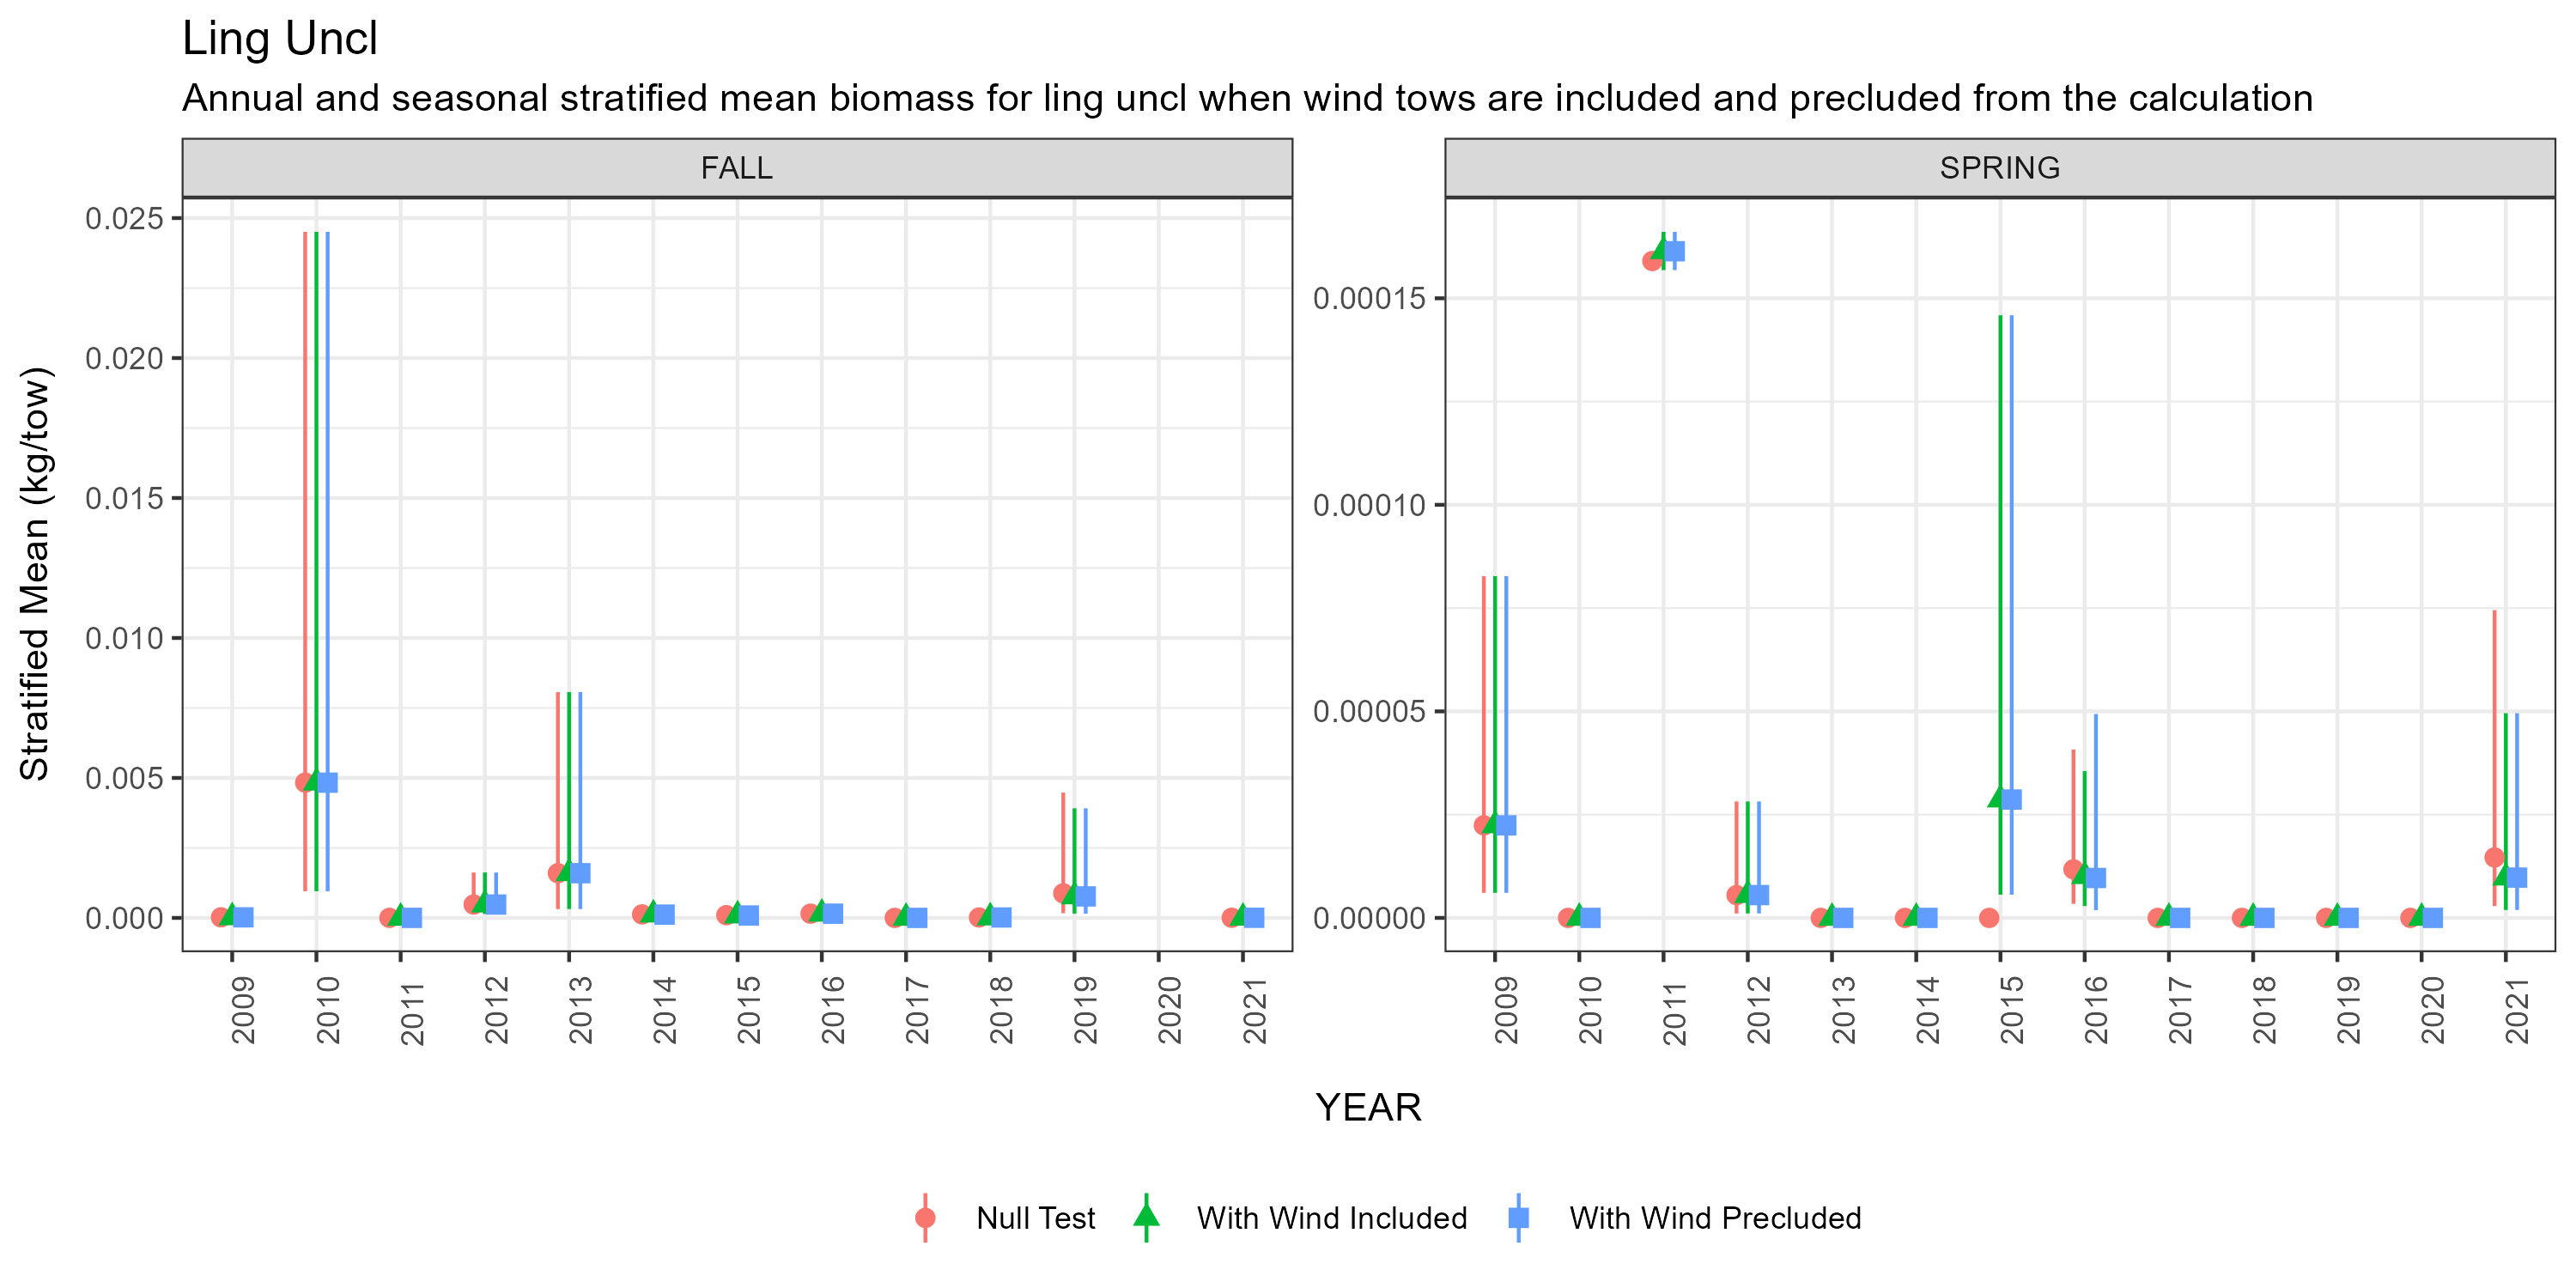 Ling Uncl
Annual and seasonal stratified mean biomass for ling uncl when wind tows are included and precluded from the calculation
FALL
SPRING
Stratified Mean (kg/tow)
0.025
0.020
0.015
0.010
0.005
0.000
0.00015
0.00010
0.00005
0.00000
2009 2010 2011 2012 2013 2014 2015 2016 2017 2018 2019 2020 2021
2009 2010 2011 2012 2013 2014 2015 2016 2017 2018 2019 2020 2021
YEAR
Null Test With Wind Included With Wind Precluded